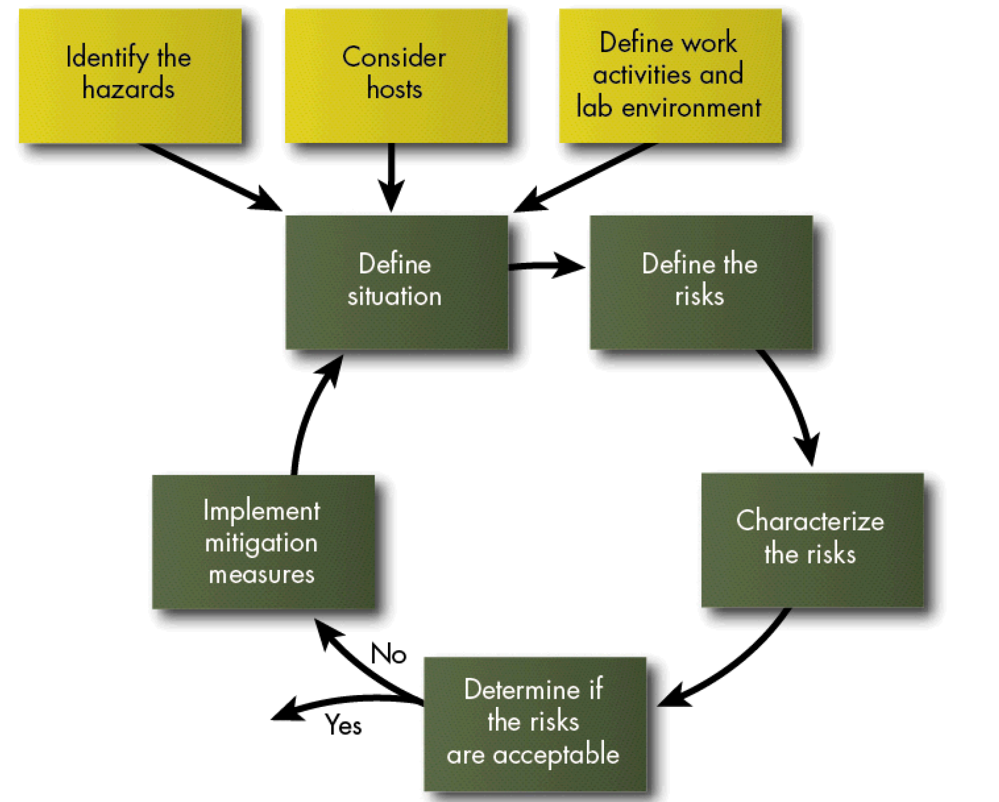 Identify the
hazards
Consider
hosts
Define work
activities and
lab environment
Define
situation
Define the
risks
Implement
mitigation
measures
Characterize
the risks
No
Yes
Determine if
the risks
are acceptable